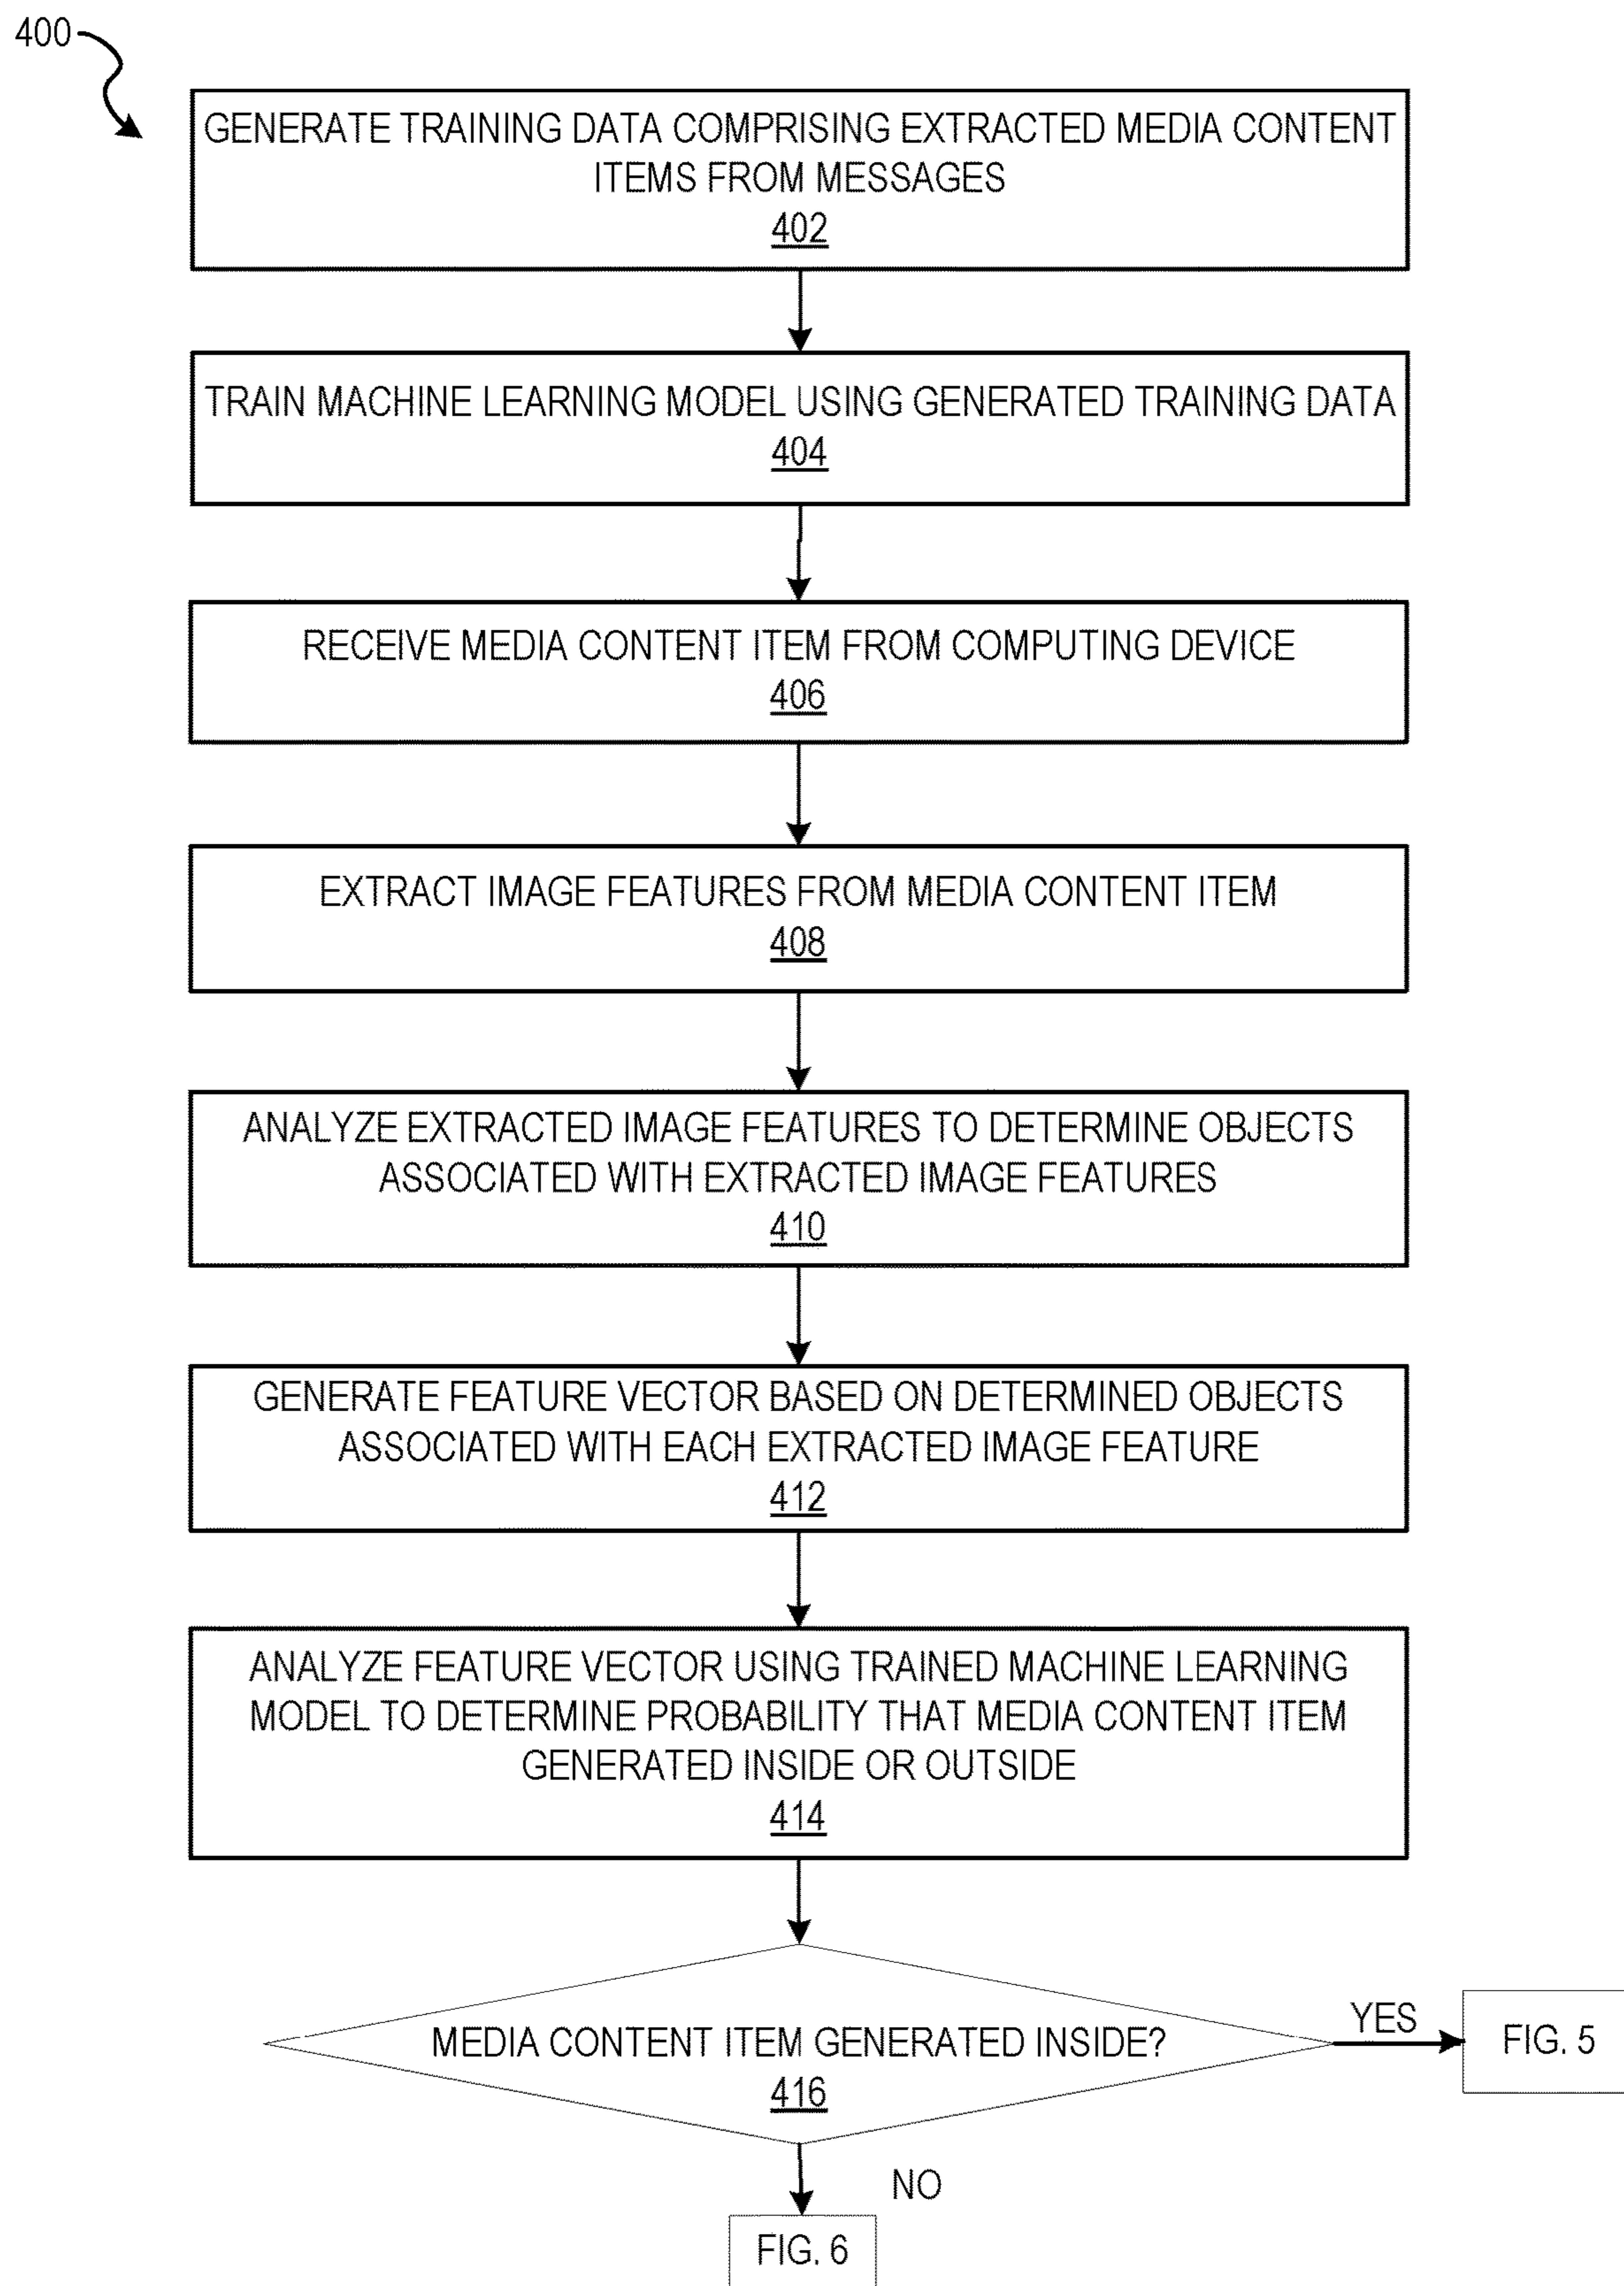 400
GENERATE TRAINING DATA COMPRISING EXTRACTED MEDIA CONTENT
ITEMS FROM MESSAGES
402
TRAIN MACHINE LEARNING MODEL USING GENERATED TRAINING DATA
404
RECEIVE MEDIA CONTENT ITEM FROM COMPUTING DEVICE
406
EXTRACT IMAGE FEATURES FROM MEDIA CONTENT ITEM
408
ANALYZE EXTRACTED IMAGE FEATURES TO DETERMINE OBJECTS
ASSOCIATED WITH EXTRACTED IMAGE FEATURES
410
GENERATE FEATURE VECTOR BASED ON DETERMINED OBJECTS
ASSOCIATED WITH EACH EXTRACTED IMAGE FEATURE
412
ANALYZE FEATURE VECTOR USING TRAINED MACHINE LEARNING
MODEL TO DETERMINE PROBABILITY THAT MEDIA CONTENT ITEM
GENERATED INSIDE OR OUTSIDE
414
MEDIA CONTENT ITEM GENERATED INSIDE?
416
YES
FIG. 5
NO
FIG. 6